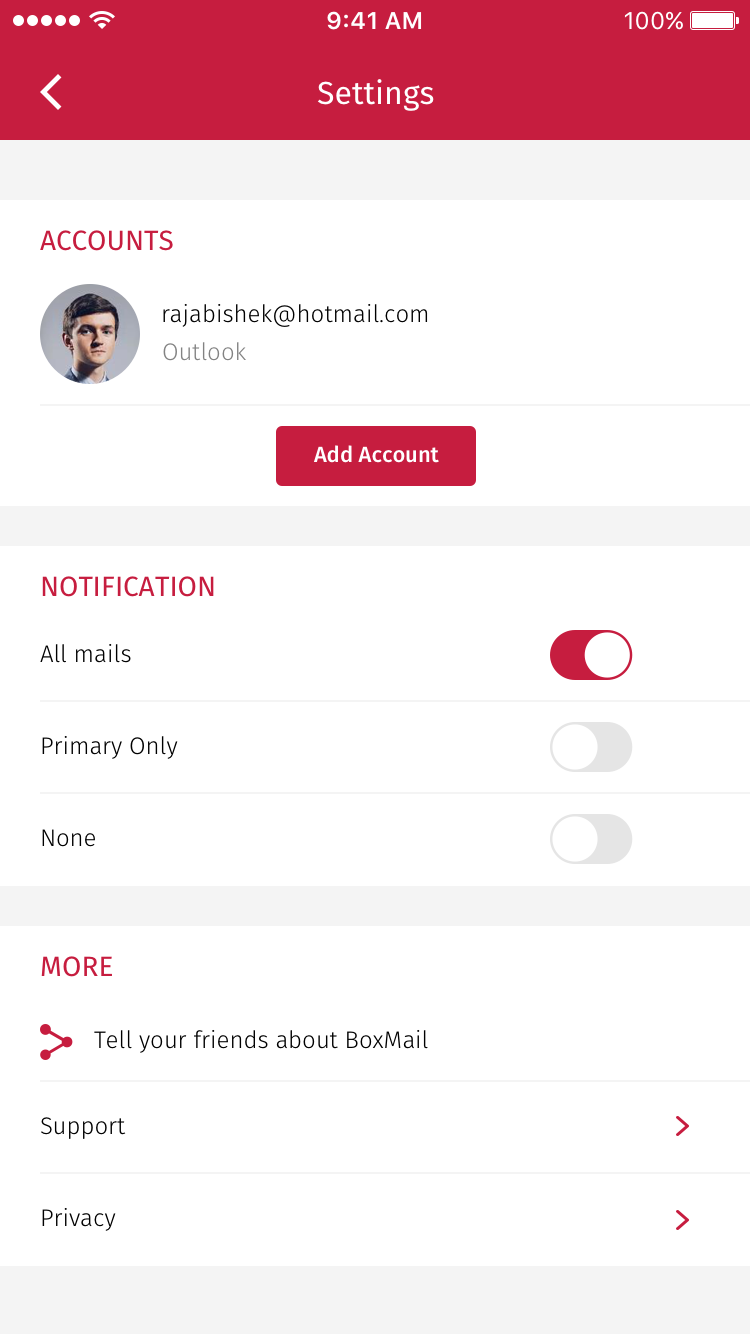 9:41 AM
100%
Settings
ACCOUNTS
rajabishek@hotmail.com
Outlook
Add Account
NOTIFICATION
All mails
Primary Only
None
MORE
Tell your friends about BoxMail
Support
Privacy